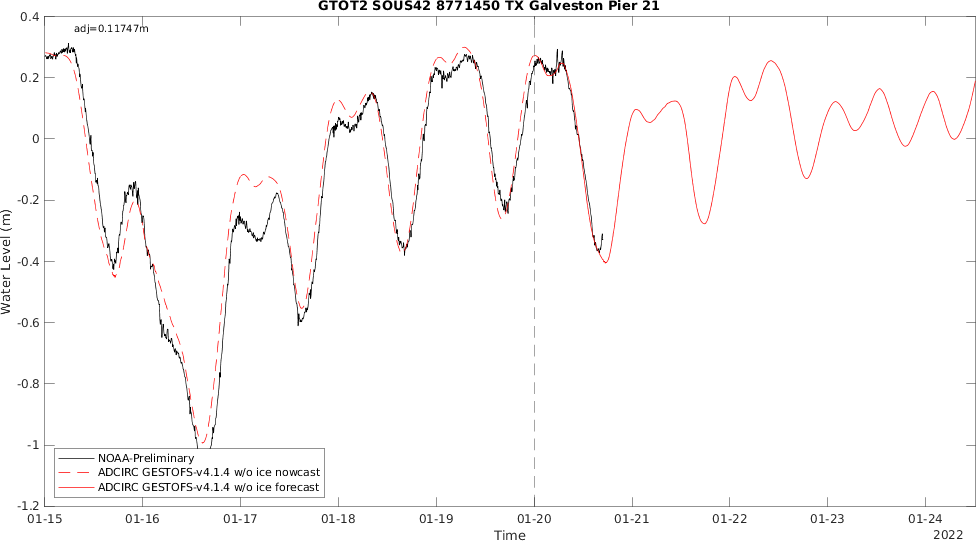 GTOT2 SOUS42 8771450 TX Galveston Pier 21
adj=0.11747m
0.4
0.2
0
-0.2
-0.4
-0.6
-0.8
-1
-1.2
Water Level (m)
NOAA-Preliminary
ADCIRC GESTOFS-v4.1.4 w/o ice nowcast
ADCIRC GESTOFS-v4.1.4 w/o ice forecast
01-15 01-16 01-17 01-18 01-19 01-20 01-21 01-22 01-23 01-24
Time
2022